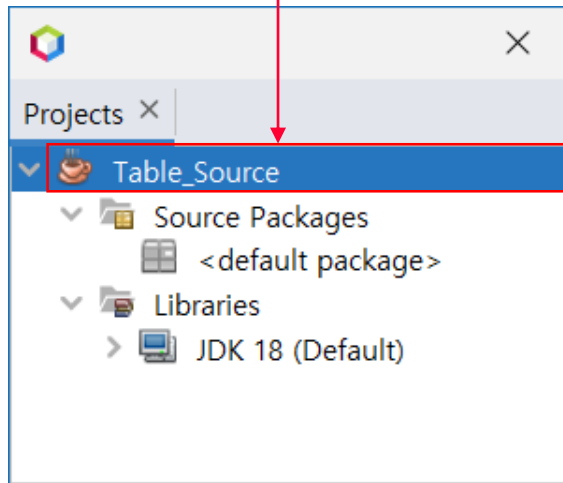 Projects
Table_Source
Source Packages
<default package>
Libraries
JDK 18 (Default)